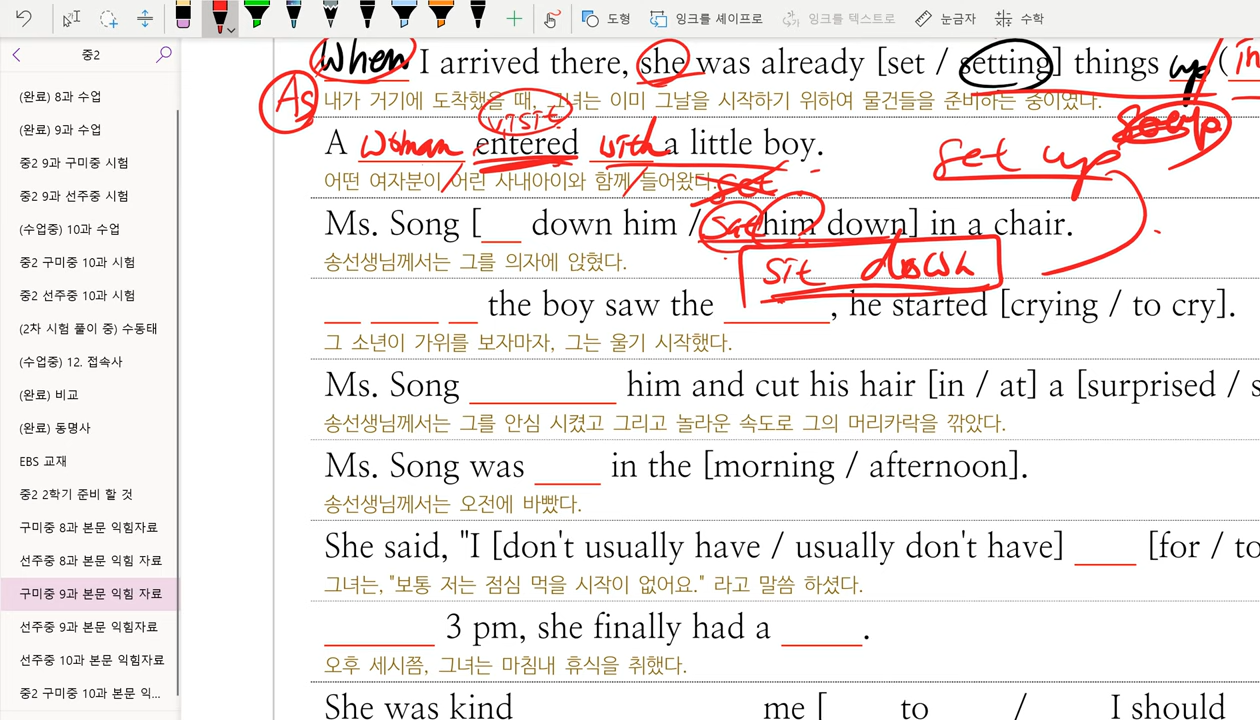 도형 잉크를 셰이프로 잉크를 텍스트로 눈금자 수학
중2
(완료) 8과 수업
(완료) 9과 수업
중2 9과 구미중 시험
중2 9과 선주중 시험
(수업중) 10과 수업
중2 구미중 10과 시험
중2 선주중 10과 시험
(2차 시험 풀이 중) 수동태
(수업중) 12. 접속사
(완료) 비교
(완료) 동명사
EBS 교재
중2 2학기 준비 할 것
구미중 8과 본문 익힘자료
선주중 8과 본문 익힘 자료
구미중 9과 본문 익힘 자료
선주중 9과 본문 익힘자료
선주중 10과 본문 익힘자료
중2 구미중 10과 본문 익...
When I arrived there, she was already [set / setting] things up (
As
내가 거기에 도착했을 때, 그녀는 이미 그날을 시작하기 위하여 물건들을 준비하는 중이었다.
visit
A woman entered with a little boy.
set up
어떤 여자분이 어린 사내아이와 함께 들어왔다.
set
Ms. Song [__ down him / sat him down] in a chair.
송선생님께서는 그를 의자에 앉혔다.
sit down
__ ____ __ the boy saw the ______, he started [crying / to cry].
그 소년이 가위를 보자마자, 그는 울기 시작했다.
Ms. Song ________ him and cut his hair [in / at] a [surprised / s
송선생님께서는 그를 안심 시켰고 그리고 놀라운 속도로 그의 머리카락을 깎았다.
Ms. Song was ____ in the [morning / afternoon].
송선생님께서는 오전에 바빴다.
She said, "I [don't usually have / usually don't have] ____ [for / to
그녀는, "보통 저는 점심 먹을 시작이 없어요." 라고 말씀 하셨다.
______ 3 pm, she finally had a _____.
오후 세시쯤, 그녀는 마침내 휴식을 취했다.
She was kind me [ to / I should